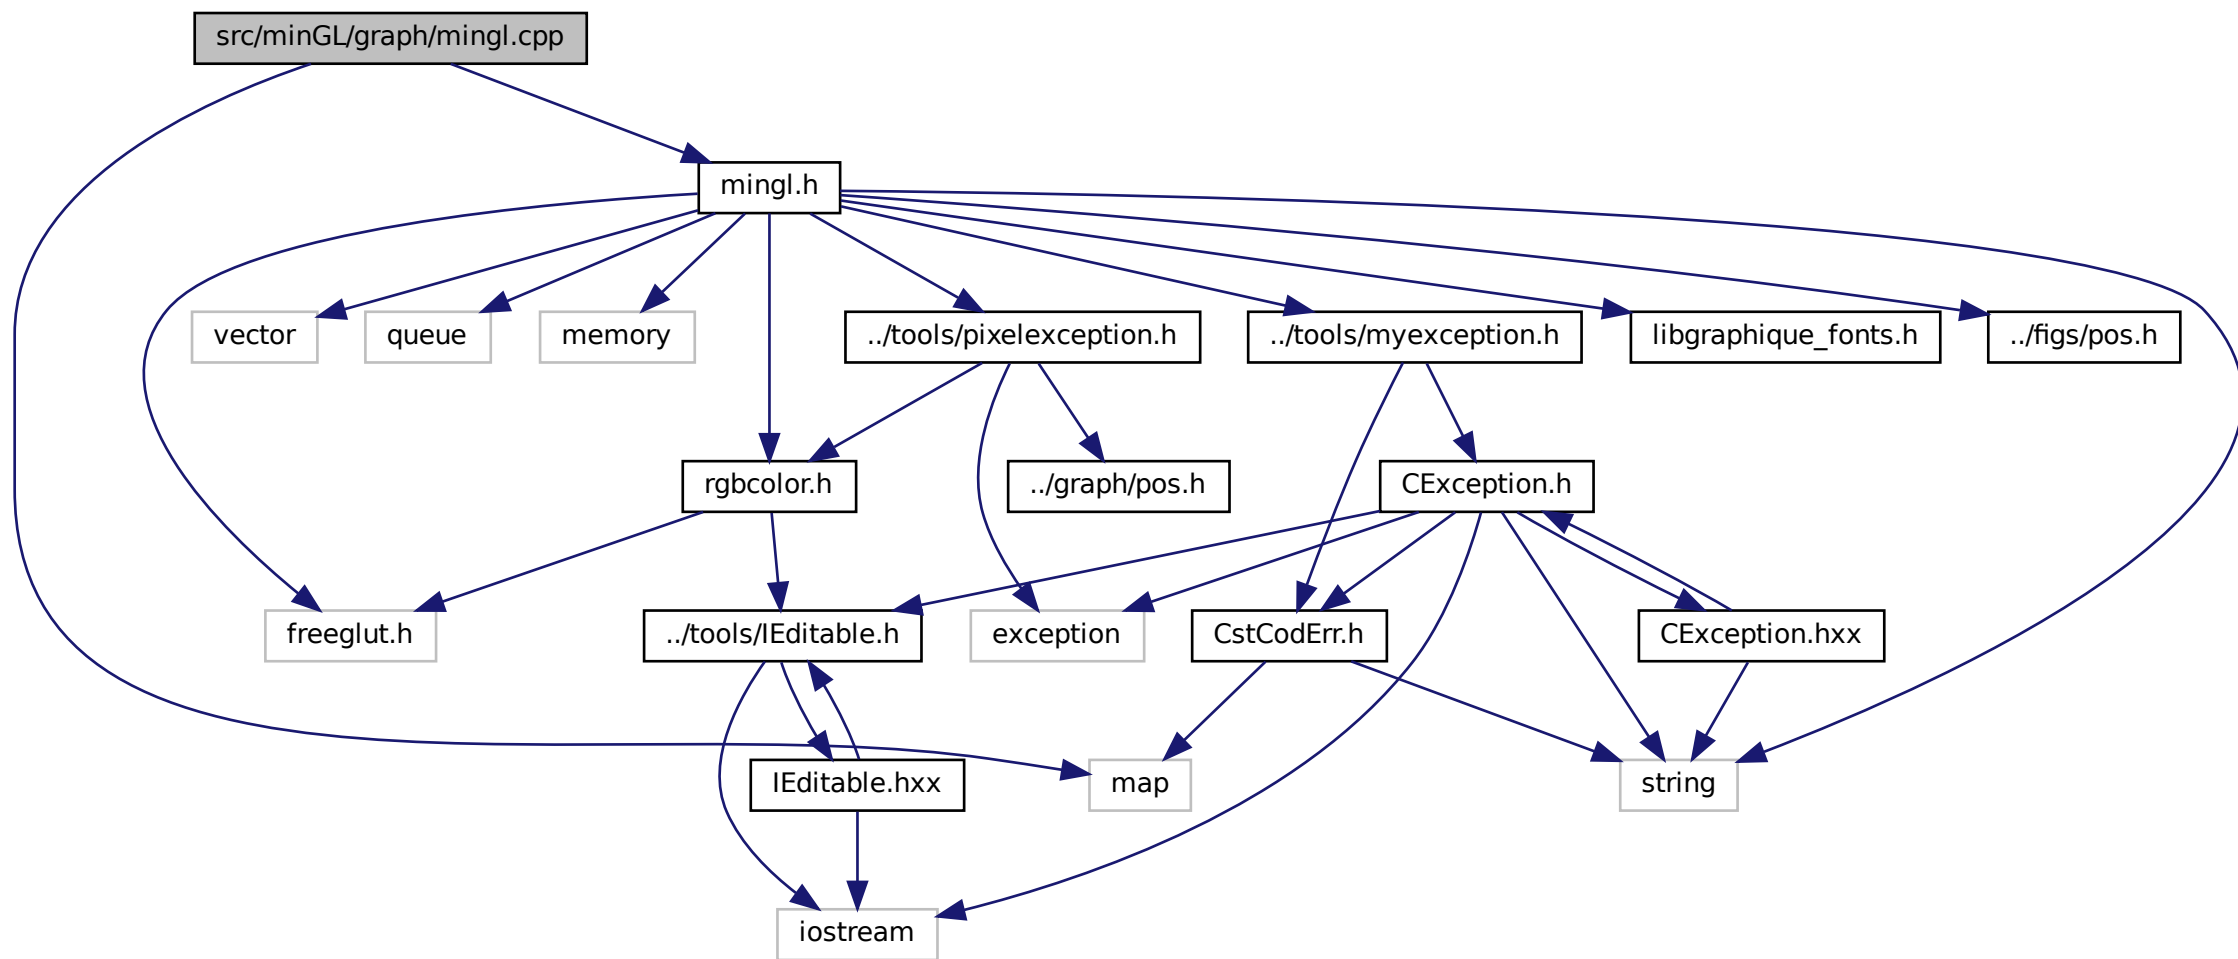 src/minGL/graph/mingl.cpp
mingl.h
vector
queue
memory
../tools/pixelexception.h
../tools/myexception.h
libgraphique_fonts.h
../figs/pos.h
rgbcolor.h
../graph/pos.h
CException.h
freeglut.h
../tools/IEditable.h
exception
CstCodErr.h
CException.hxx
IEditable.hxx
map
string
iostream